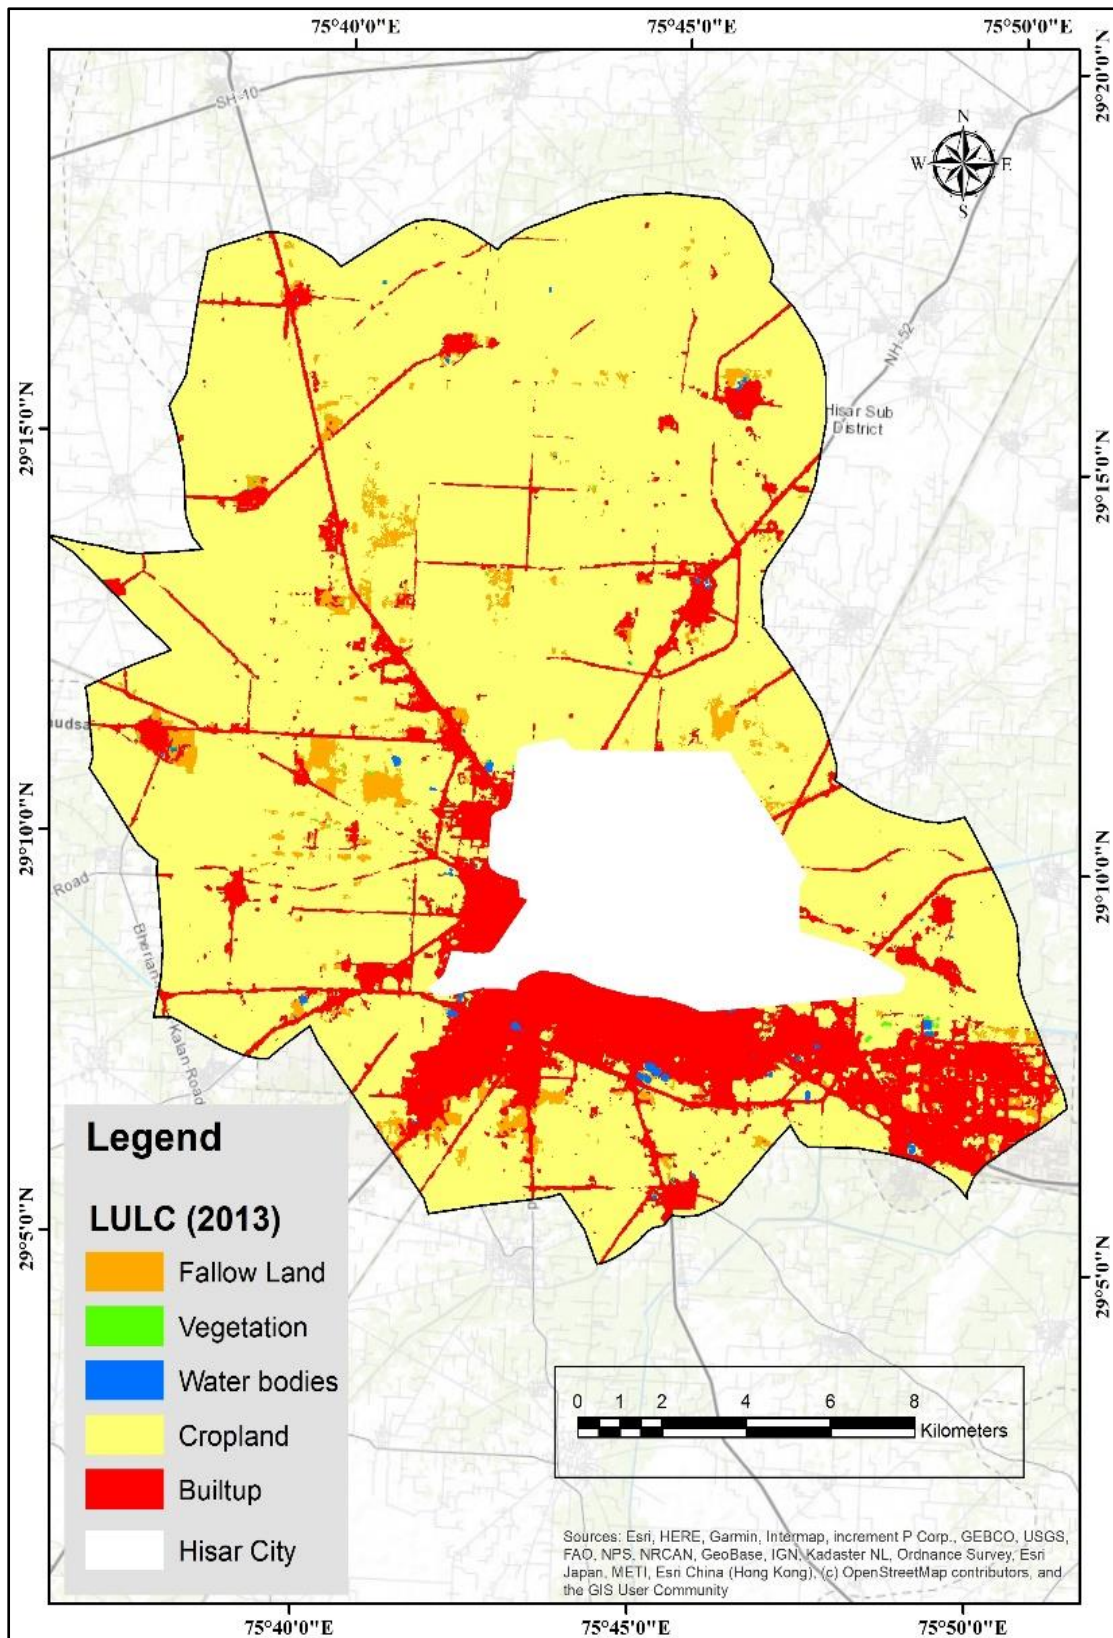 75°40'0"E
75°45'0"E
75°50'0"E
29°20'0"N
SH-10
N
W
E
S
NH-52
Hisar Sub
District
29°15'0"N
29°15'0"N
udsa
29°10'0"N
29°10'0"N
Road
Bherian
Kalan Road
Legend
LULC (2013)
Fallow Land
Vegetation
Water bodies
Cropland
Builtup
Hisar City
29°5'0"N
29°5'0"N
0 1 2 4 6 8
Kilometers
Sources: Esri, HERE, Garmin, Intermap, increment P Corp., GEBCO, USGS,
FAO, NPS, NRCAN, GeoBase, IGN, Kadaster NL, Ordnance Survey, Esri
Japan, METI, Esri China (Hong Kong), (c) OpenStreetMap contributors, and
the GIS User Community
75°40'0"E
75°45'0"E
75°50'0"E